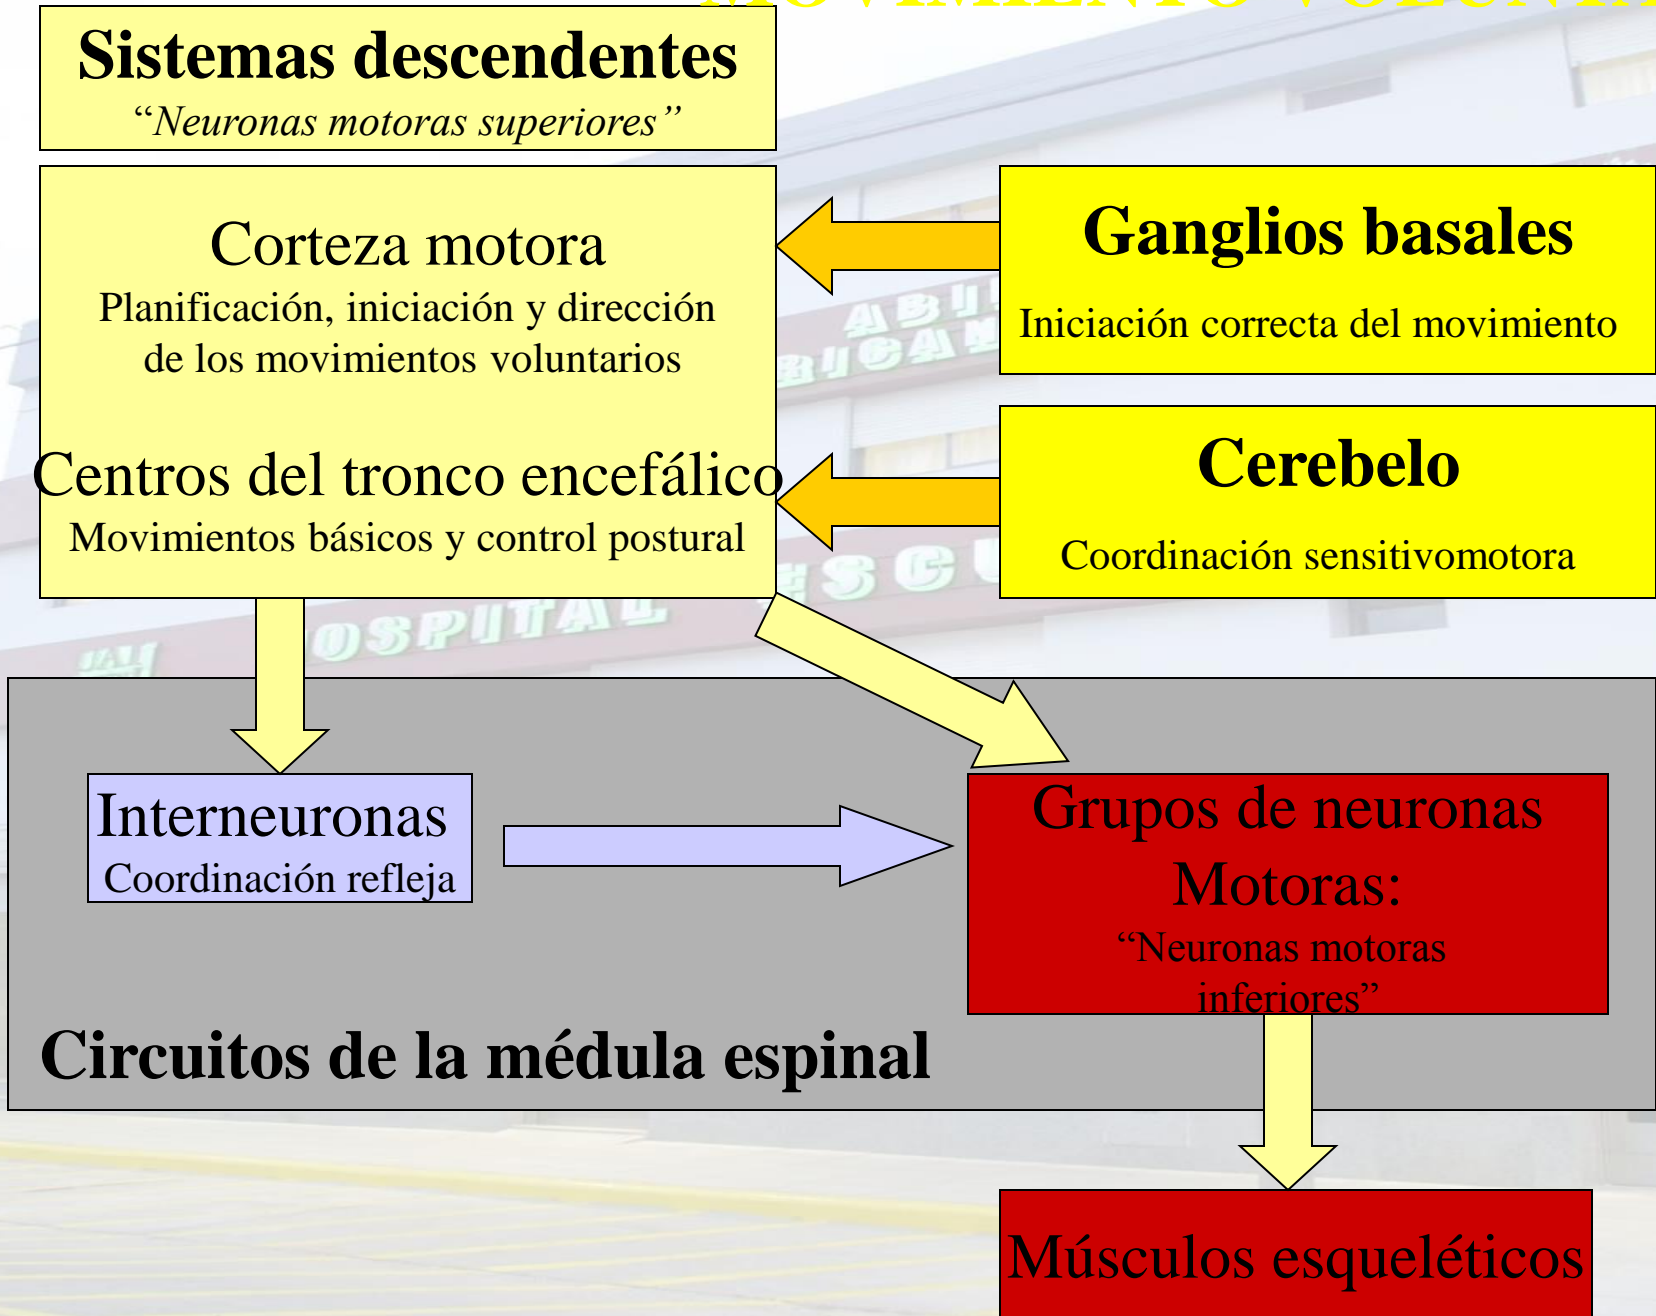 MOVIMIENTO
Sistemas descendentes
“Neuronas motoras superiores”
Corteza motora
Planificación, iniciación y dirección
de los movimientos voluntarios
Centros del tronco encefálico
Movimientos básicos y control postural
Ganglios basales
Iniciación correcta del movimiento
Cerebelo
Coordinación sensitivomotora
HOSPITAL
Interneuronas
Coordinación refleja
Grupos de neuronas
Motoras:
“Neuronas motoras
inferiores”
Circuitos de la médula espinal
Músculos esqueléticos